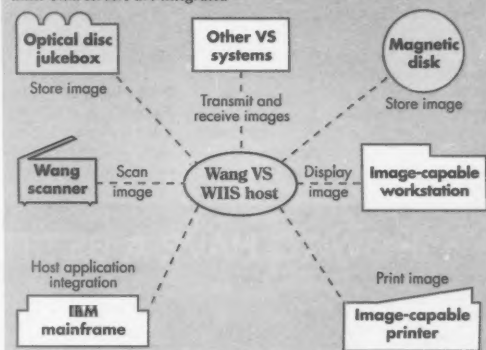 Optical disc
jukebox
Store image
Other VS
systems
Transmit and
receive images
Magnetic
disk
Store image
Wang
scanner
Scan
image
Wang VS
WIIS host
Display
image
Image-capable
workstation
Host application
integration
IBM
mainframe
Print image
Image-capable
printer